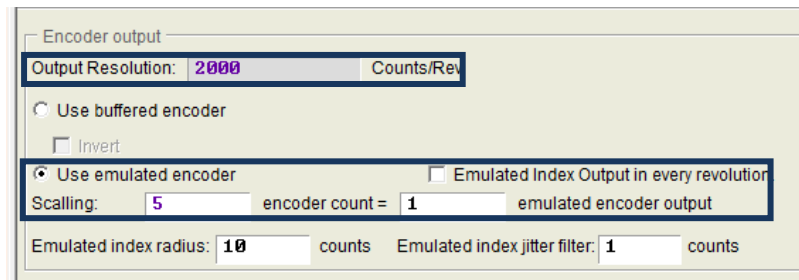 Encoder output
Output Resolution: 2000 Counts/Rev
Use buffered encoder
Invert
Use emulated encoder Emulated Index Output in every revolution
Scalling: 5 encoder count = 1 emulated encoder output
Emulated index radius: 10 counts Emulated index jitter filter: 1 counts